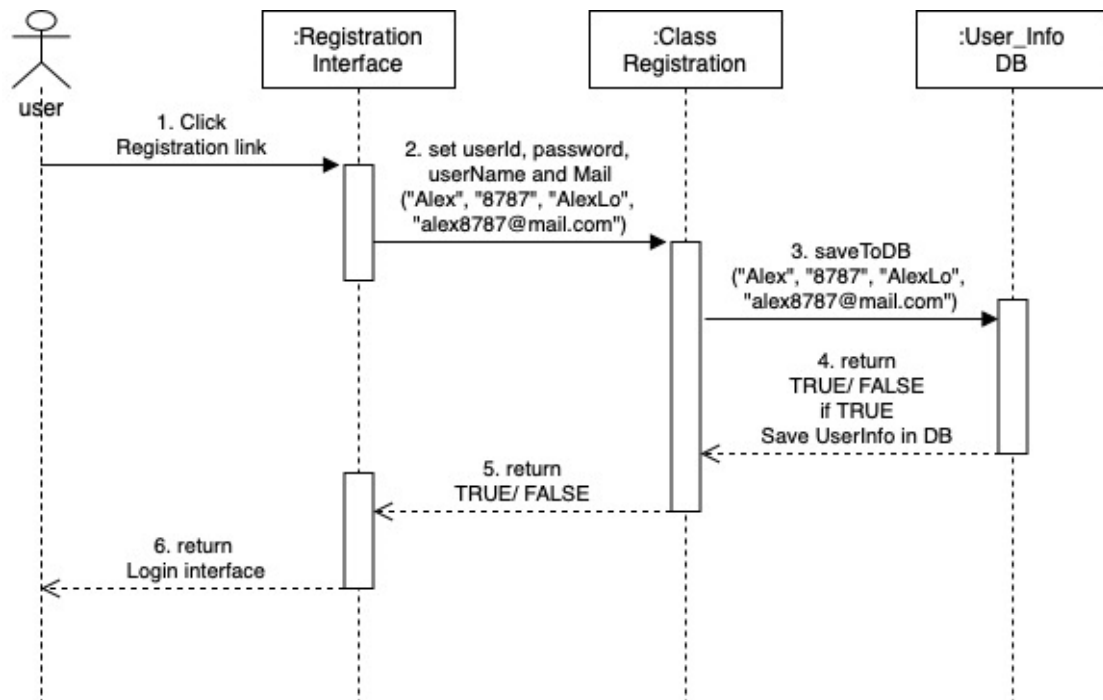 :Registration
Interface
:Class
Registration
:User_Info
DB
user
1. Click
Registration link
2. set userId, password,
userName and Mail
("Alex", "8787", "AlexLo",
"alex8787@mail.com")
3. saveToDB
("Alex", "8787", "AlexLo",
"alex8787@mail.com")
4. return
TRUE/ FALSE
if TRUE
Save UserInfo in DB
5. return
TRUE/ FALSE
6. return
Login interface